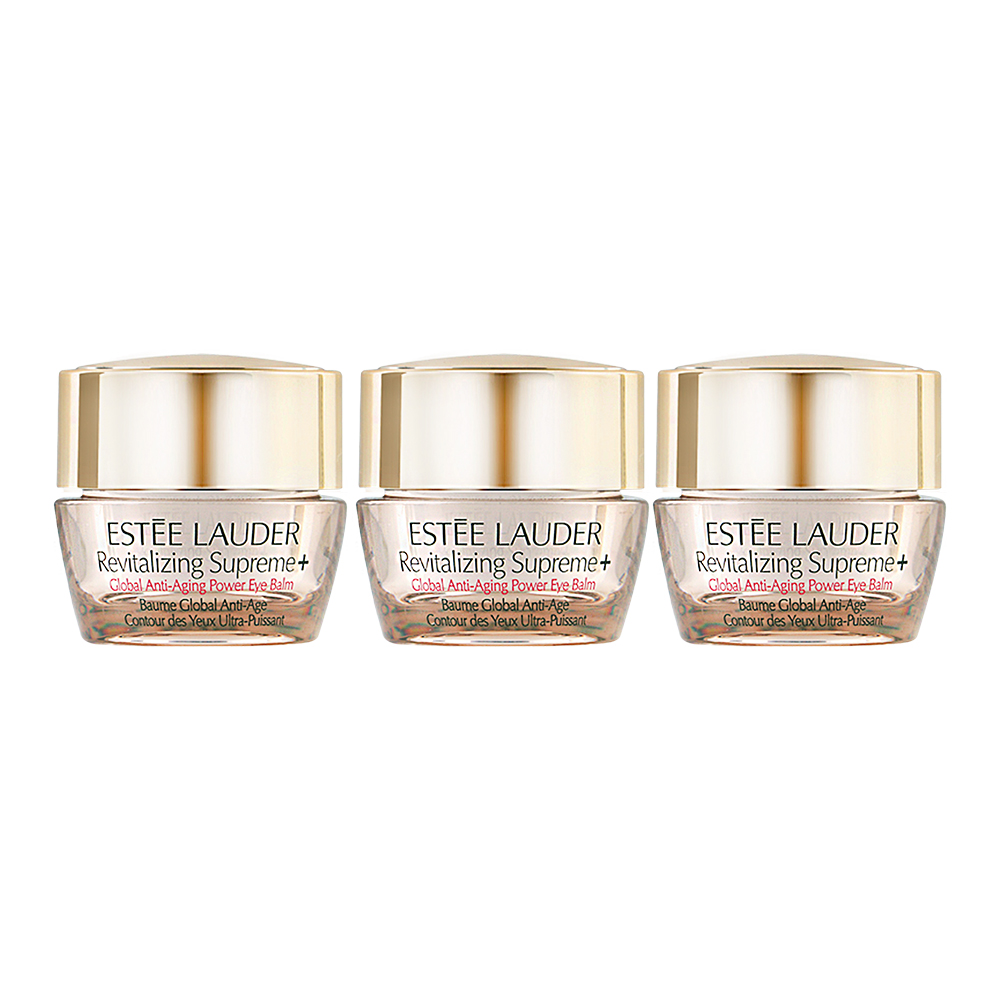 ESTĒE LAUDER
Revitalizing Supreme+
Global Anti-Aging Power Eye Balm
Baume Global Anti-Age
Contour des Yeux Ultra-Puissant
ESTĒE LAUDER
Revitalizing Supreme+
Global Anti-Aging Power Eye Balm
Baume Global Anti-Age
Contour des Yeux Ultra-Puissant
ESTĒE LAUDER
Revitalizing Supreme+
Global Anti-Aging Power Eye Balm
Baume Global Anti-Age
Contour des Yeux Ultra-Puissant